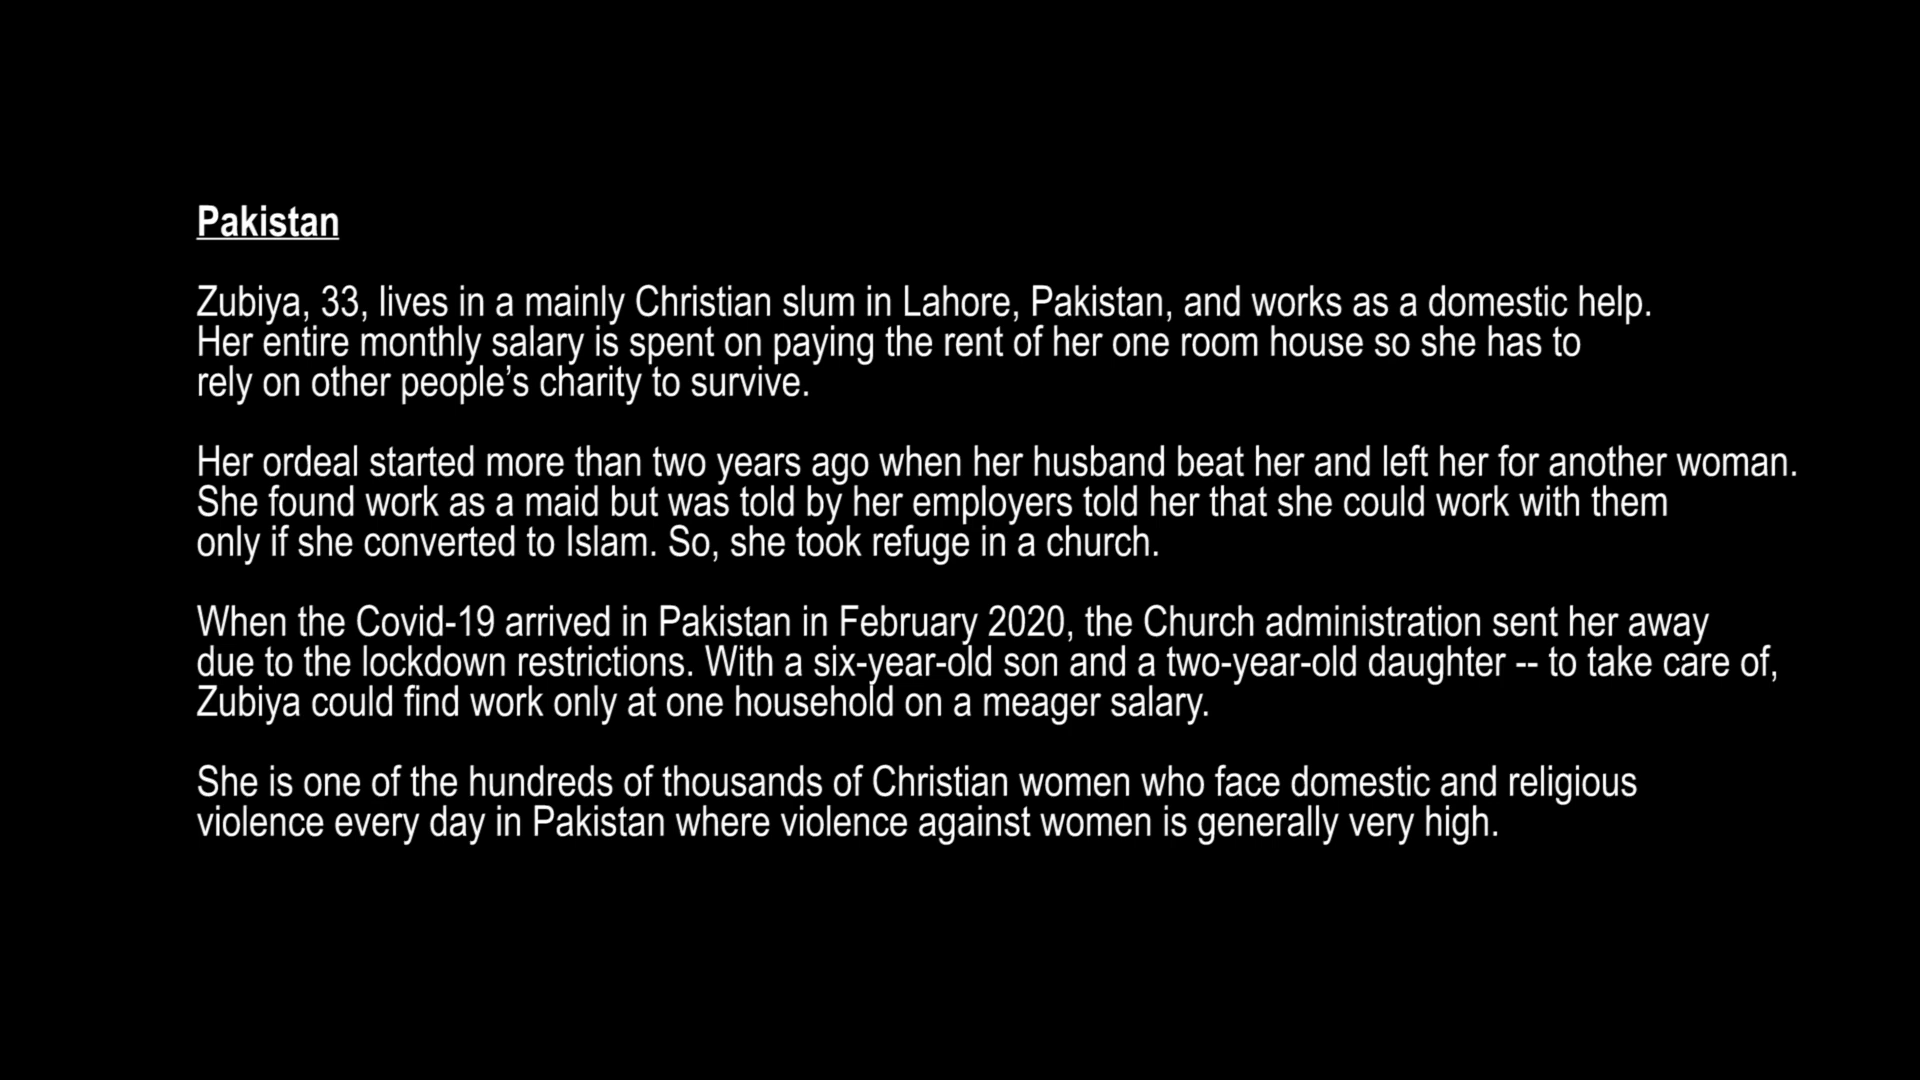 Pakistan
Zubiya, 33, lives in a mainly Christian slum in Lahore, Pakistan, and works as a domestic help.
Her entire monthly salary is spent on paying the rent of her one room house so she has to
rely on other people’s charity to survive.
Her ordeal started more than two years ago when her husband beat her and left her for another woman.
She found work as a maid but was told by her employers told her that she could work with them
only if she converted to Islam. So, she took refuge in a church.
When the Covid-19 arrived in Pakistan in February 2020, the Church administration sent her away
due to the lockdown restrictions. With a six-year-old son and a two-year-old daughter -- to take care of,
Zubiya could find work only at one household on a meager salary.
She is one of the hundreds of thousands of Christian women who face domestic and religious
violence every day in Pakistan where violence against women is generally very high.